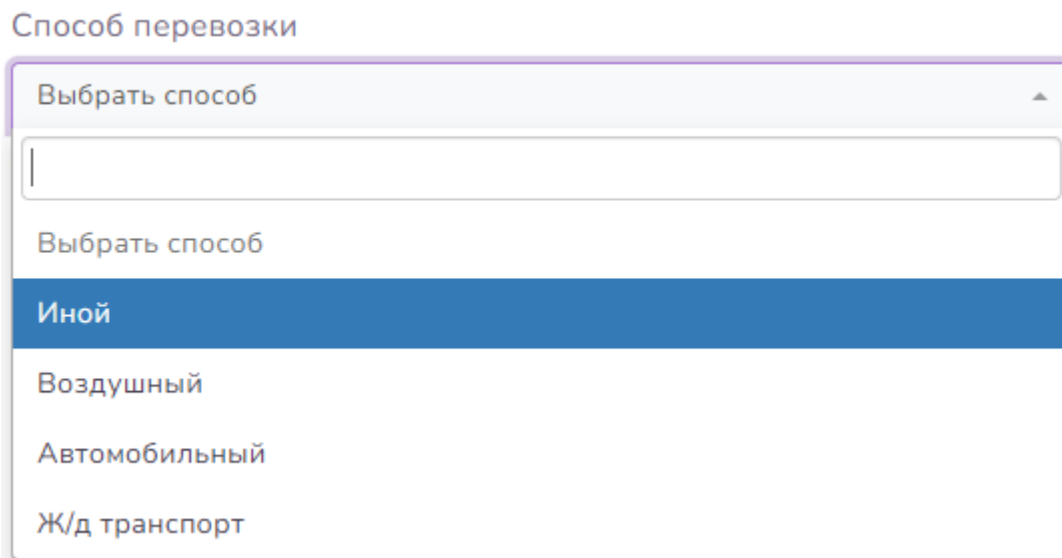 Способ перевозки
Выбрать способ
Выбрать способ
Иной
Воздушный
Автомобильный
Ж/д транспорт